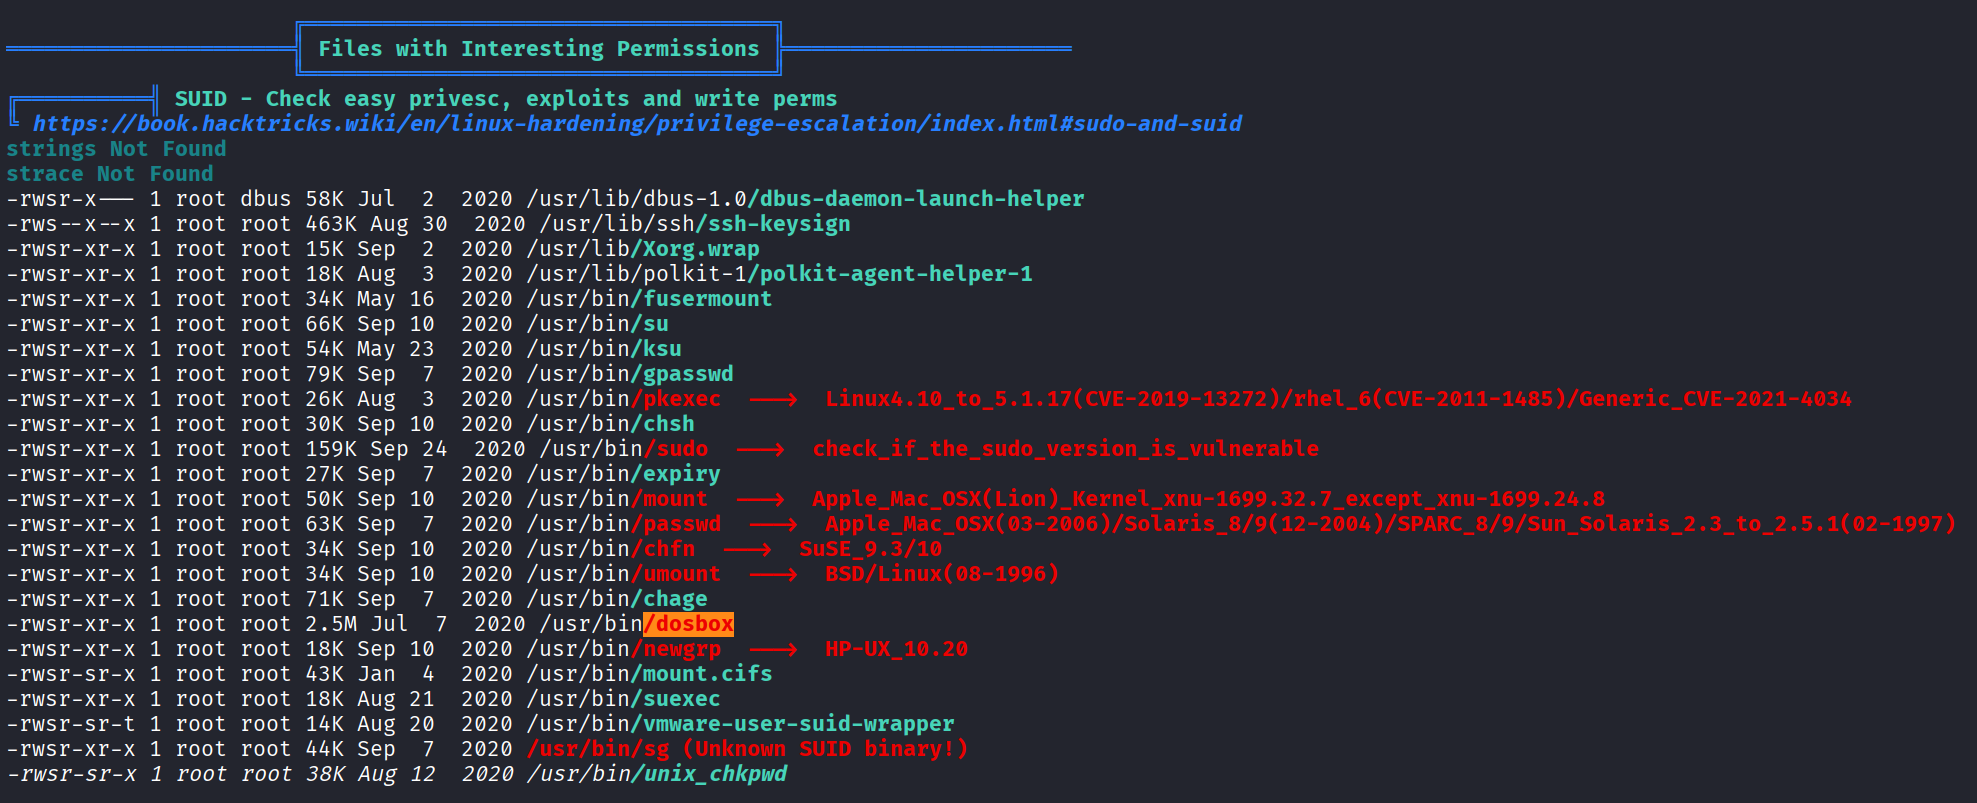 Files with Interesting Permissions
SUID - Check easy privesc, exploits and write perms
https://book.hacktricks.wiki/en/linux-hardening/privilege-escalation/index.html#sudo-and-suid
strings Not Found
strace Not Found
-rwsr-x--- 1 root dbus 58K Jul  2  2020 /usr/lib/dbus-1.0/dbus-daemon-launch-helper
-rws--x--x 1 root root 463K Aug 30  2020 /usr/lib/ssh/ssh-keysign
-rwsr-xr-x 1 root root 15K Sep  2  2020 /usr/lib/Xorg.wrap
-rwsr-xr-x 1 root root 18K Aug  3  2020 /usr/lib/polkit-1/polkit-agent-helper-1
-rwsr-xr-x 1 root root 34K May 16  2020 /usr/bin/fusermount
-rwsr-xr-x 1 root root 66K Sep 10  2020 /usr/bin/su
-rwsr-xr-x 1 root root 54K May 23  2020 /usr/bin/ksu
-rwsr-xr-x 1 root root 79K Sep  7  2020 /usr/bin/gpasswd
-rwsr-xr-x 1 root root 26K Aug  3  2020 /usr/bin/pkexec  --->  Linux4.10_to_5.1.17(CVE-2019-13272)/rhel_6(CVE-2011-1485)/Generic_CVE-2021-4034
-rwsr-xr-x 1 root root 30K Sep 10  2020 /usr/bin/chsh
-rwsr-xr-x 1 root root 159K Sep 24  2020 /usr/bin/sudo  --->  check_if_the_sudo_version_is_vulnerable
-rwsr-xr-x 1 root root 27K Sep  7  2020 /usr/bin/expiry
-rwsr-xr-x 1 root root 50K Sep 10  2020 /usr/bin/mount  --->  Apple_Mac_OSX(Lion)_Kernel_xnu-1699.32.7_except_xnu-1699.24.8
-rwsr-xr-x 1 root root 63K Sep  7  2020 /usr/bin/passwd  --->  Apple_Mac_OSX(03-2006)/Solaris_8/9(12-2004)/SPARC_8/9/Sun_Solaris_2.3_to_2.5.1(02-1997)
-rwsr-xr-x 1 root root 34K Sep 10  2020 /usr/bin/chfn  --->  SuSE_9.3/10
-rwsr-xr-x 1 root root 34K Sep 10  2020 /usr/bin/umount  --->  BSD/Linux(08-1996)
-rwsr-xr-x 1 root root 71K Sep  7  2020 /usr/bin/chage
-rwsr-xr-x 1 root root 2.5M Jul  7  2020 /usr/bin/dosbox
-rwsr-xr-x 1 root root 18K Sep 10  2020 /usr/bin/newgrp  --->  HP-UX_10.20
-rwsr-sr-x 1 root root 43K Jan  4  2020 /usr/bin/mount.cifs
-rwsr-xr-x 1 root root 18K Aug 21  2020 /usr/bin/suexec
-rwsr-sr-t 1 root root 14K Aug 20  2020 /usr/bin/vmware-user-suid-wrapper
-rwsr-xr-x 1 root root 44K Sep  7  2020 /usr/bin/sg (Unknown SUID binary!)
-rwsr-sr-x 1 root root 38K Aug 12  2020 /usr/bin/unix_chkpwd